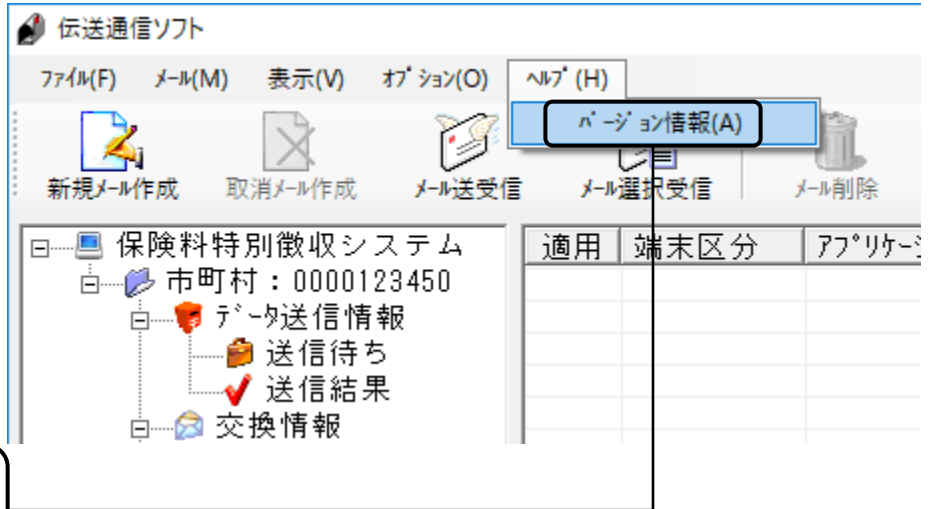 伝送通信ソフト
ﾌｧｲﾙ(F) ﾒｰﾙ(M) 表示(V) ｵﾌﾟｼｮﾝ(O) ﾍﾙﾌﾟ(H)
ﾊﾞｰｼﾞｮﾝ情報(A)
新規ﾒｰﾙ作成 取消ﾒｰﾙ作成 ﾒｰﾙ送受信 ﾒｰﾙ選択受信 ﾒｰﾙ削除
保険料特別徴収システム
市町村：0000123450
ﾃﾞｰﾀ送信情報
送信待ち
送信結果
交換情報
適用 端末区分 ｱﾌﾟﾘｹｰ